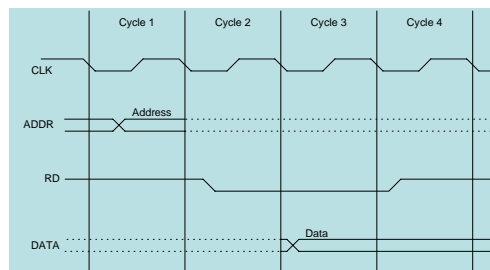 Cycle 1 Cycle 2 Cycle 3 Cycle 4
CLK
Address
ADDR
RD
Data
DATA